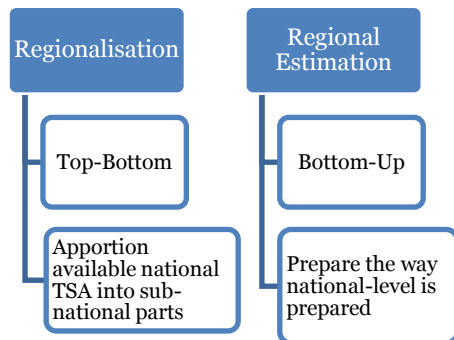 Regionalisation
Top-Bottom
Apportion
available national
TSA into sub-
national parts
Regional
Estimation
Bottom-Up
Prepare the way
national-level is
prepared